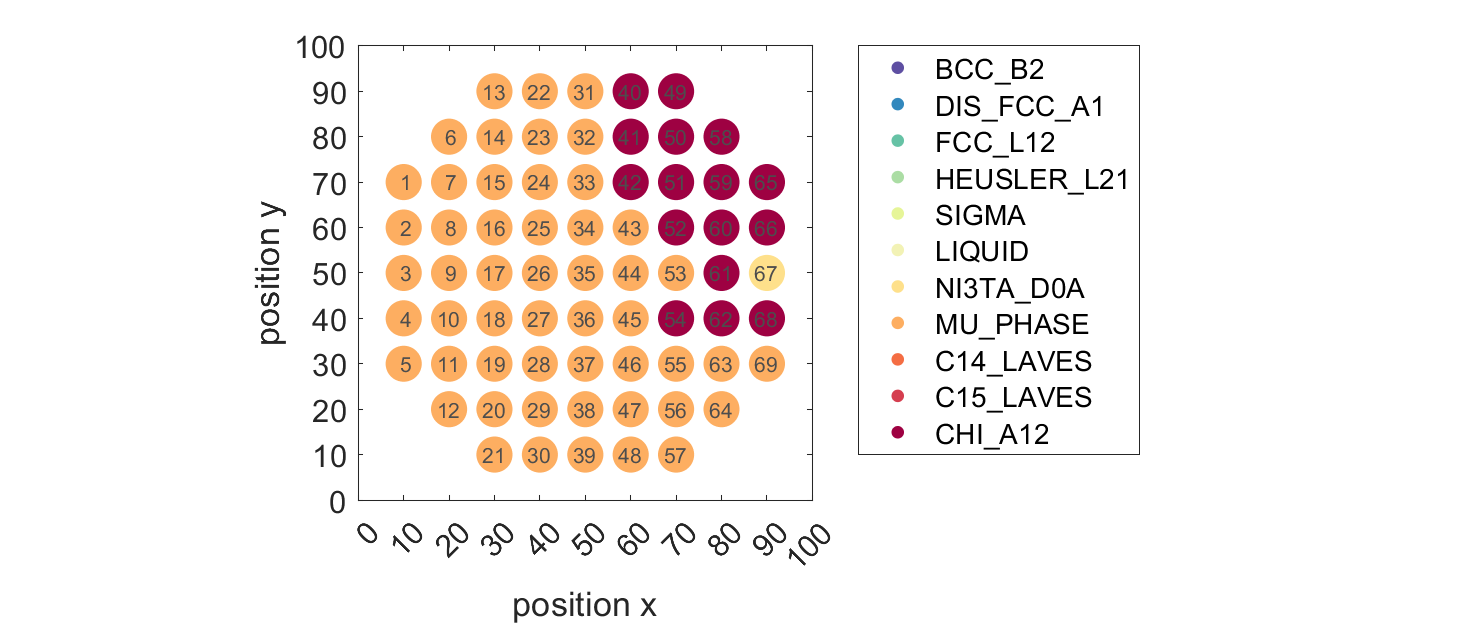 100
90
80
70
60
50
40
30
20
10
0
position y
13 22 31 40 49
6 14 23 32 41 50 58
1 7 15 24 33 42 51 59 65
2 8 16 25 34 43 52 60 66
3 9 17 26 35 44 53 61 67
4 10 18 27 36 45 54 62 68
5 11 19 28 37 46 55 63 69
12 20 29 38 47 56 64
21 30 39 48 57
0 10 20 30 40 50 60 70 80 90 100
position x
BCC_B2
DIS_FCC_A1
FCC_L12
HEUSLER_L21
SIGMA
LIQUID
NI3TA_D0A
MU_PHASE
C14_LAVES
C15_LAVES
CHI_A12